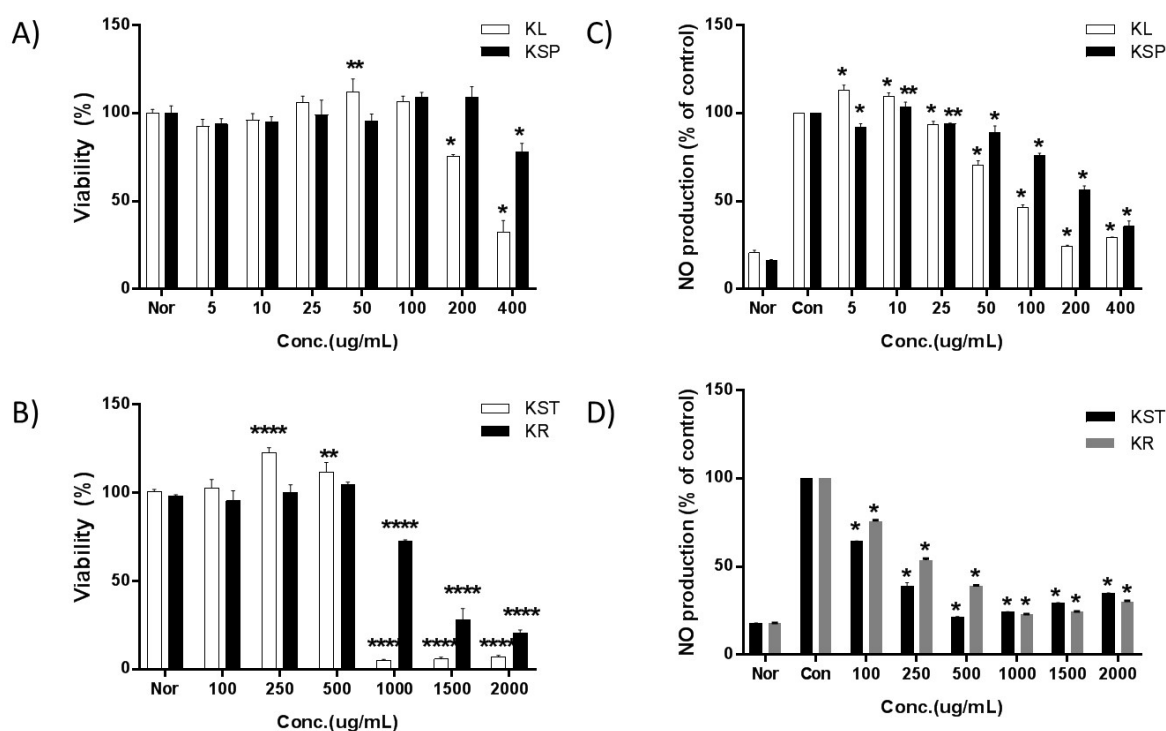 A)
150
100
50
0
Viability (%)
KL
KSP
**
*
*
*
Nor 5 10 25 50 100 200 400
Conc.(ug/mL)
C)
150
100
50
0
NO production (% of control)
KL
KSP
*
*
*
**
*
**
*
*
*
*
*
*
*
*
Nor Con 5 10 25 50 100 200 400
Conc.(ug/mL)
B)
150
100
50
0
Viability (%)
KST
KR
****
**
****
****
****
****
****
****
Nor 100 250 500 1000 1500 2000
Conc.(ug/mL)
D)
150
100
50
0
NO production (% of control)
KST
KR
*
*
*
*
*
*
*
*
*
*
*
*
Nor Con 100 250 500 1000 1500 2000
Conc.(ug/mL)